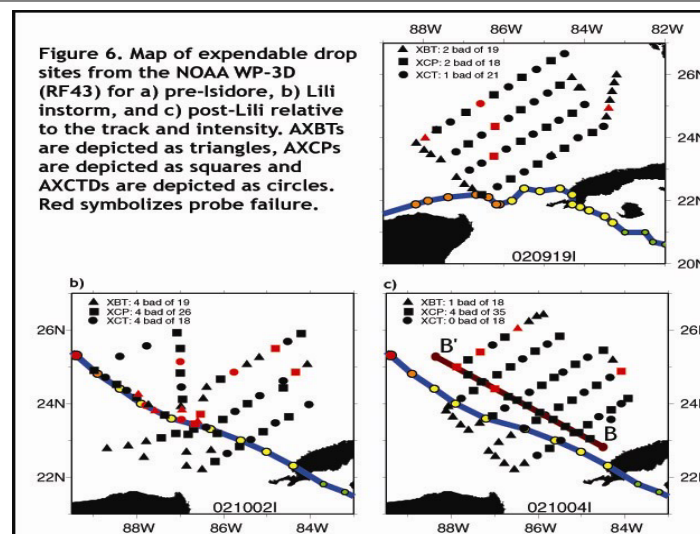 Figure 6. Map of expendable drop
sites from the NOAA WP-3D
(RF43) for a) pre-Isidore, b) Lili
instorm, and c) post-Lili relative
to the track and intensity. AXBTs
are depicted as triangles, AXCPs
are depicted as squares and
AXCTDs are depicted as circles.
Red symbolizes probe failure.
88W 86W 84W 82W
XBT: 2 bad of 19
XCP: 2 bad of 18
XCT: 1 bad of 21
26N
24N
22N
20N
020919I
b)
XBT: 4 bad of 19
XCP: 4 bad of 26
XCT: 4 bad of 18
26N
24N
22N
021002I
88W 86W 84W
c)
XBT: 1 bad of 18
XCP: 4 bad of 35
XCT: 0 bad of 18
B'
B
26N
24N
22N
021004I
88W 86W 84W